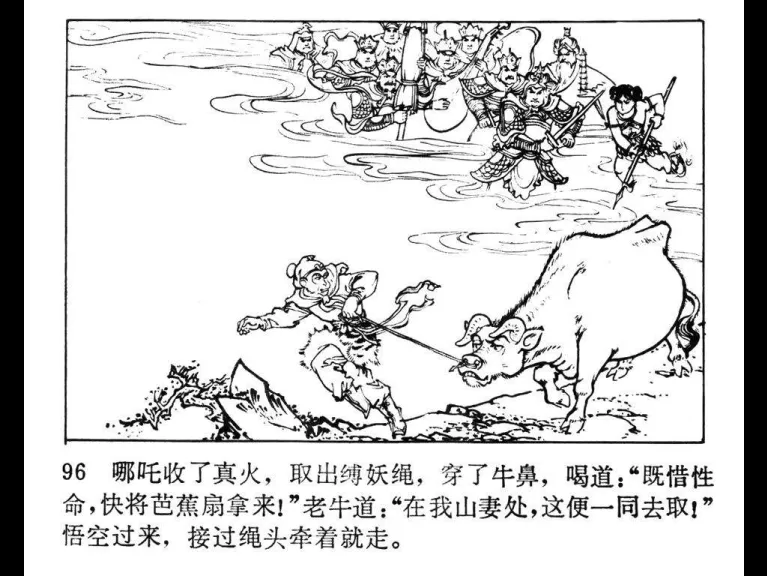 96 哪吒收了真火，取出缚妖绳，穿了牛鼻，喝道：“既惜性
命，快将芭蕉扇拿来！”老牛道：“在我山妻处，这便一同去取！”
悟空过来，接过绳头牵着就走。